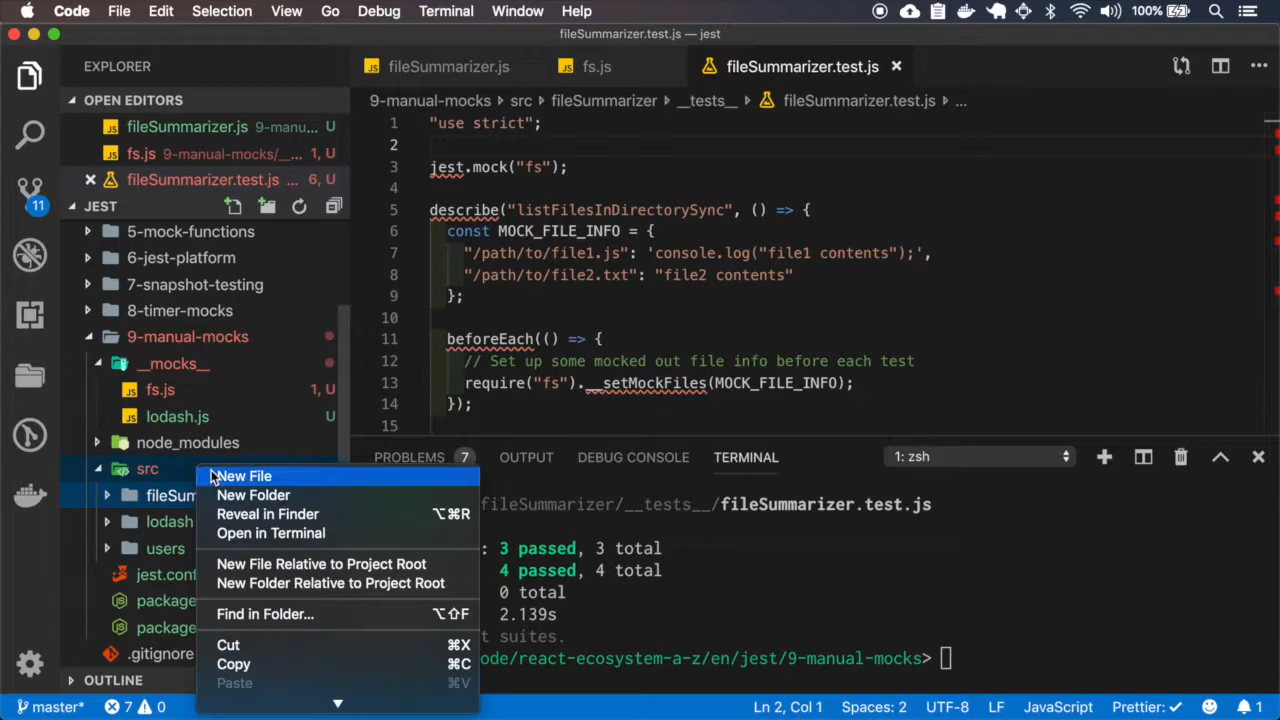 Code File Edit Selection View Go Debug Terminal Window Help 100%
fileSummarizer.test.js — jest
EXPLORER
OPEN EDITORS
JS fileSummarizer.js 9-manu... U
JS fs.js 9-manual-mocks/__... 1, U
fileSummarizer.test.js ... 6, U
JEST
5-mock-functions
6-jest-platform
7-snapshot-testing
8-timer-mocks
9-manual-mocks
__mocks__
JS fs.js 1, U
JS lodash.js U
node_modules
src
fileSum
lodash
users
jest.conf
package
package
.gitignore
OUTLINE
11
JS fileSummarizer.js
JS fs.js
fileSummarizer.test.js
9-manual-mocks › src › fileSummarizer › __tests__ › fileSummarizer.test.js › ...
1 "use strict";
2
3 jest.mock("fs");
4
5 describe("listFilesInDirectorySync", () => {
6 const MOCK_FILE_INFO = {
7 "/path/to/file1.js": 'console.log("file1 contents");',
8 "/path/to/file2.txt": "file2 contents"
9 };
10
11 beforeEach(() => {
12 // Set up some mocked out file info before each test
13 require("fs").__setMockFiles(MOCK_FILE_INFO);
14 });
15
New File
New Folder
Reveal in Finder ⌥⌘R
Open in Terminal
New File Relative to Project Root
New Folder Relative to Project Root
Find in Folder... ⌥⇧F
Cut ⌘X
Copy ⌘C
Paste ⌘V
PROBLEMS 7 OUTPUT DEBUG CONSOLE TERMINAL 1: zsh
fileSummarizer/__tests__/fileSummarizer.test.js
: 3 passed, 3 total
4 passed, 4 total
0 total
2.139s
t suites.
ode/react-ecosystem-a-z/en/jest/9-manual-mocks>
master* 7 0 Ln 2, Col 1 Spaces: 2 UTF-8 LF JavaScript Prettier: ✓ 1